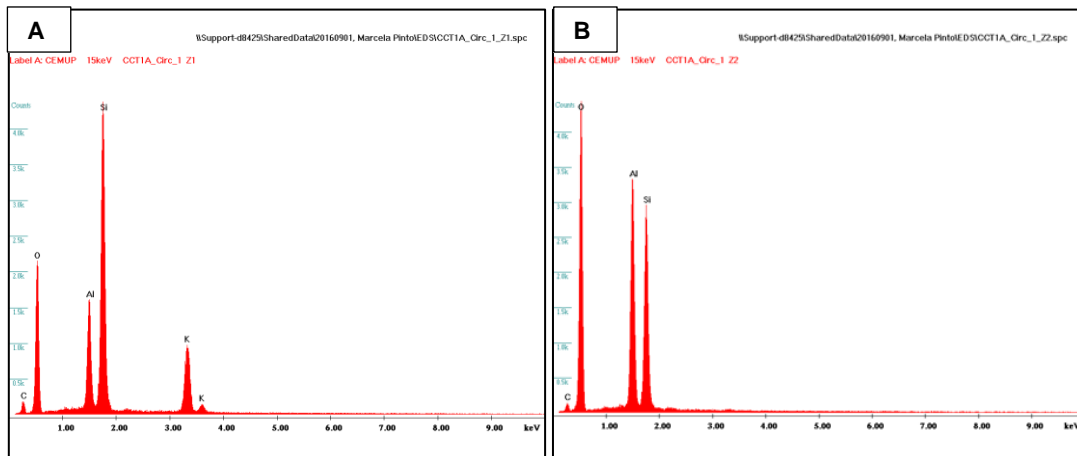 A
\\Support-d8425\SharedData\20160901, Marcela Pinto\EDS\CCT1A_Circ_1_Z1.spc
Label A: CEMUP 15keV CCT1A_Circ_1 Z1
Counts
4.0k
3.5k
3.0k
2.5k
2.0k
1.5k
1.0k
0.5k
C
O
Al
Si
K
K
1.00 2.00 3.00 4.00 5.00 6.00 7.00 8.00 9.00 keV
B
\\Support-d8425\SharedData\20160901, Marcela Pinto\EDS\CCT1A_Circ_1_Z2.spc
Label A: CEMUP 15keV CCT1A_Circ_1 Z2
Counts
4.0k
3.5k
3.0k
2.5k
2.0k
1.5k
1.0k
0.5k
C
O
Al
Si
1.00 2.00 3.00 4.00 5.00 6.00 7.00 8.00 9.00 keV